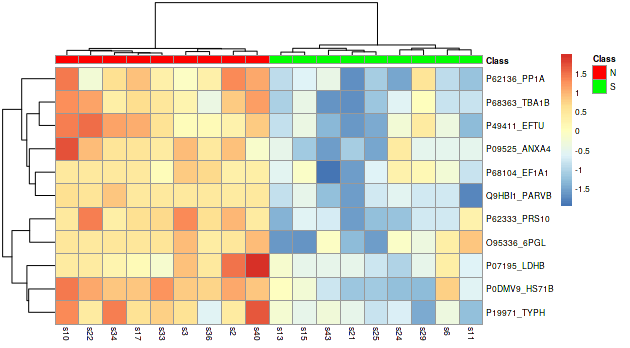 Class
P62136_PP1A
P68363_TBA1B
P49411_EFTU
P09525_ANXA4
P68104_EF1A1
Q9HBI1_PARVB
P62333_PRS10
O95336_6PGL
P07195_LDHB
P0DMV9_HS71B
P19971_TYPH
s10 s22 s34 s17 s33 s3 s36 s2 s40 s13 s15 s43 s21 s25 s24 s29 s6 s11
1.5
1
0.5
0
-0.5
-1
-1.5
Class
N
S